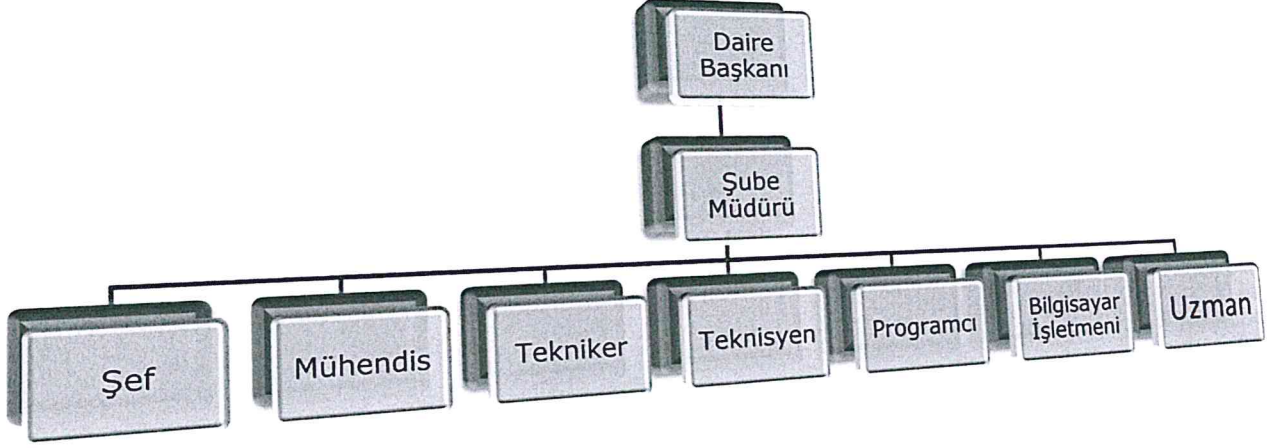 Daire
Başkanı
Şube
Müdürü
Şef
Mühendis
Tekniker
Teknisyen
Programcı
Bilgisayar
İşletmeni
Uzman